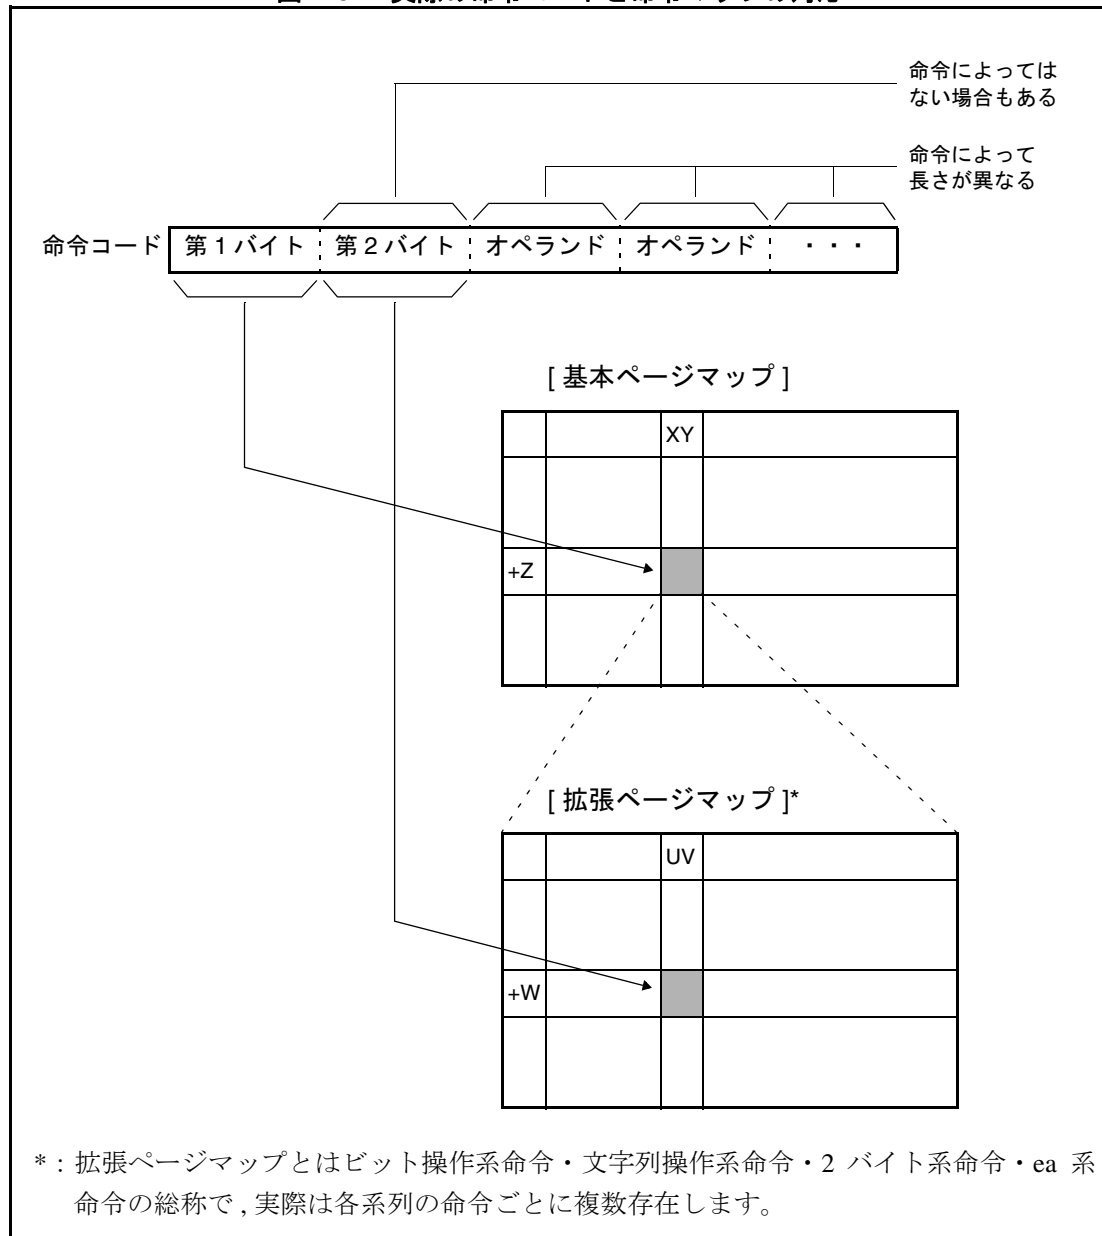 命令によっては
ない場合もある
命令によって
長さが異なる
命令コード 第 1 バイト 第 2 バイト オペランド オペランド ・・・
[ 基本ページマップ ]
XY
+Z
[ 拡張ページマップ ]*
UV
+W
* : 拡張ページマップとはビット操作系命令・文字列操作系命令・2 バイト系命令・ea 系
命令の総称で , 実際は各系列の命令ごとに複数存在します。